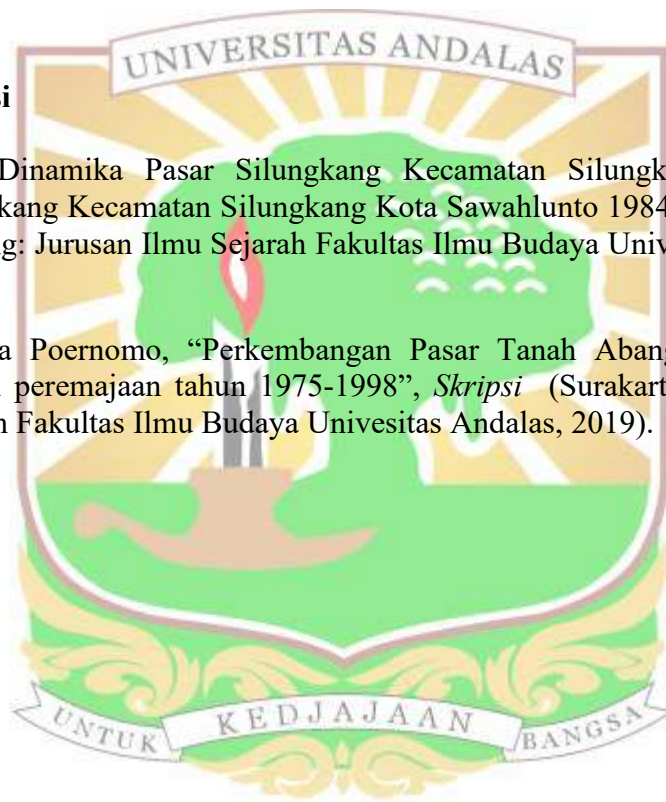 UNIVERSITAS ANDALAS
si
Dinamika Pasar Silungkang Kecamatan Silungk
kang Kecamatan Silungkang Kota Sawahlunto 1984
g: Jurusan Ilmu Sejarah Fakultas Ilmu Budaya Univ
a Poernomo, “Perkembangan Pasar Tanah Abang
peremajaan tahun 1975-1998”, Skripsi (Surakart
n Fakultas Ilmu Budaya Univesitas Andalas, 2019).
UNTUK KEDJAJAAN BANGSA